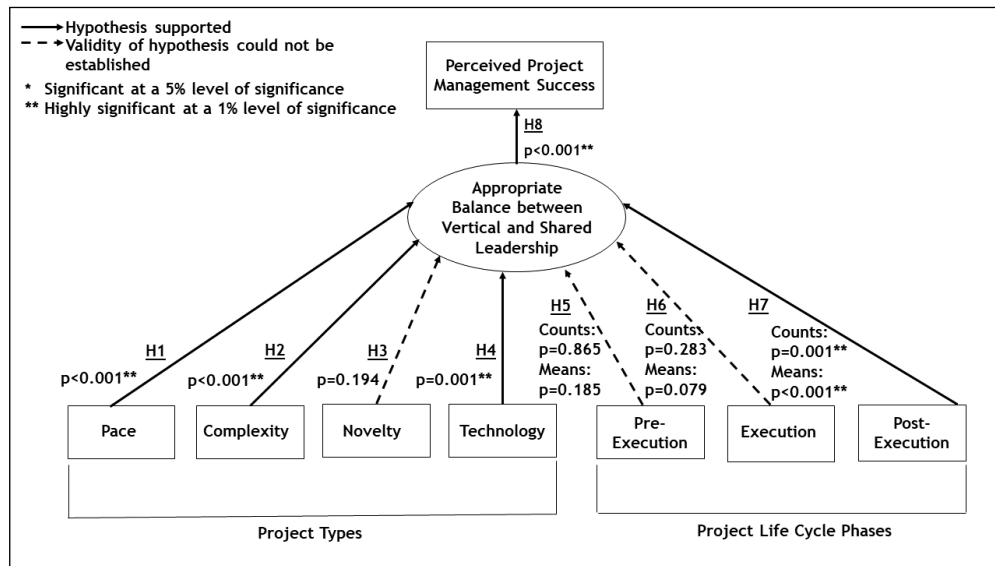 Hypothesis supported
Validity of hypothesis could not be
established
* Significant at a 5% level of significance
** Highly significant at a 1% level of significance
Perceived Project
Management Success
H8
p<0.001**
Appropriate
Balance between
Vertical and Shared
Leadership
H1
p<0.001**
H2
p<0.001**
H3
p=0.194
H4
p=0.001**
H5
Counts:
p=0.865
Means:
p=0.185
H6
Counts:
p=0.283
Means:
p=0.079
H7
Counts:
p=0.001**
Means:
p<0.001**
Pace
Complexity
Novelty
Technology
Pre-
Execution
Execution
Post-
Execution
Project Types
Project Life Cycle Phases